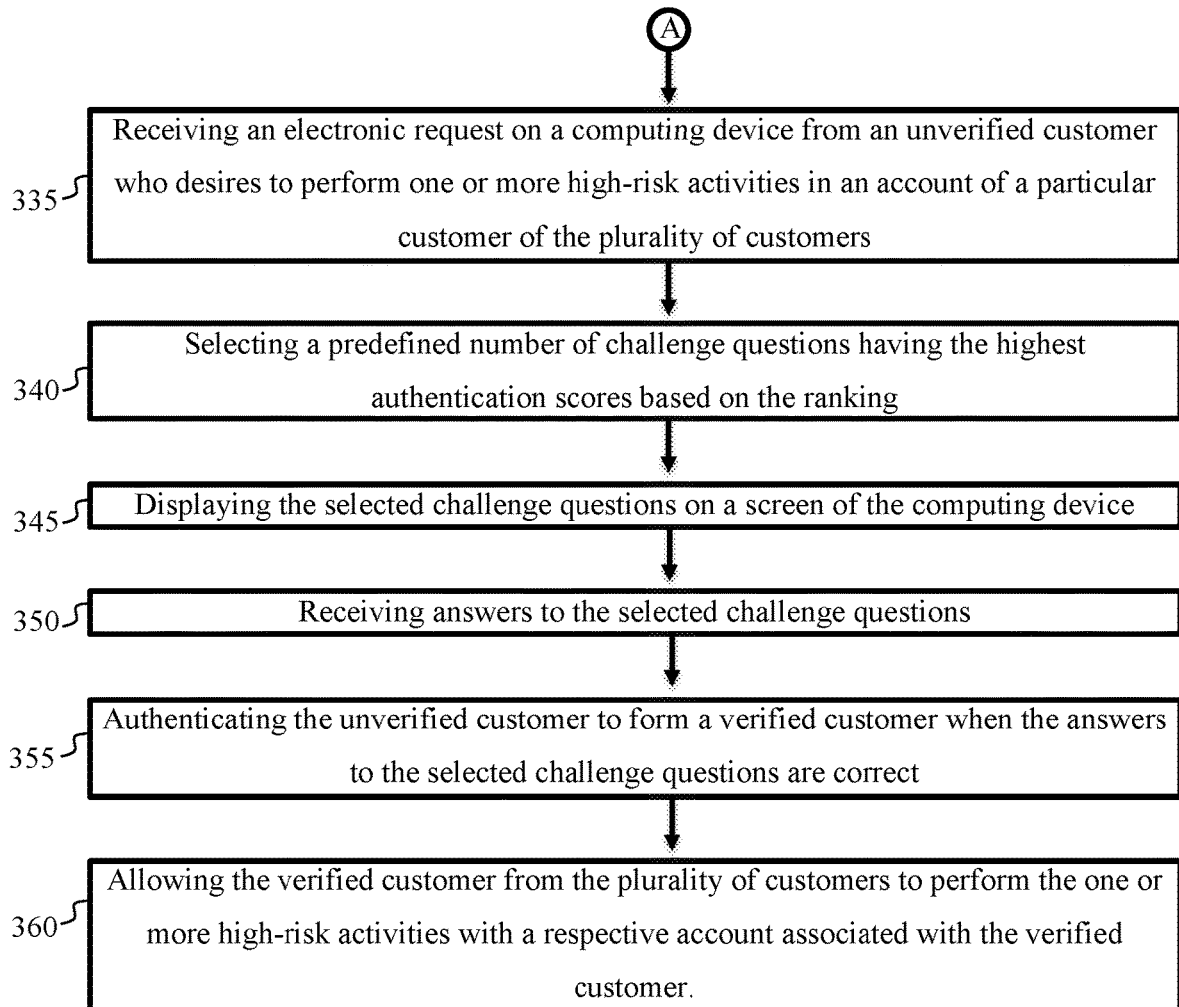 A
Receiving an electronic request on a computing device from an unverified customer
who desires to perform one or more high-risk activities in an account of a particular
customer of the plurality of customers
335
Selecting a predefined number of challenge questions having the highest
authentication scores based on the ranking
340
Displaying the selected challenge questions on a screen of the computing device
345
Receiving answers to the selected challenge questions
350
Authenticating the unverified customer to form a verified customer when the answers
to the selected challenge questions are correct
355
Allowing the verified customer from the plurality of customers to perform the one or
more high-risk activities with a respective account associated with the verified
customer.
360